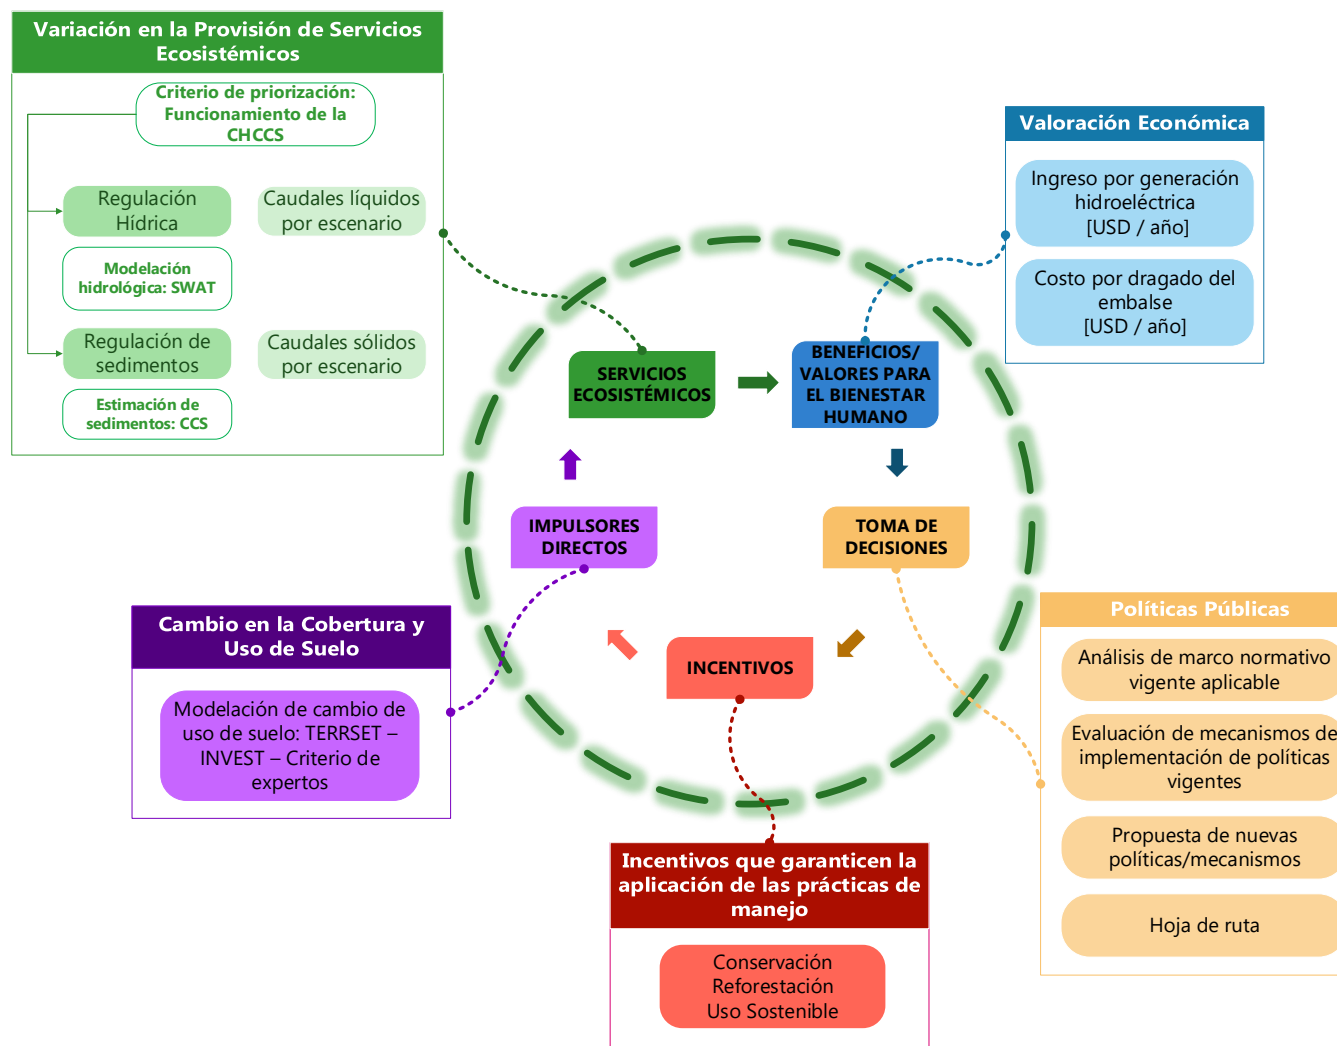 Variación en la Provisión de Servicios
Ecosistémicos
Criterio de priorización:
Funcionamiento de la
CHCCS
Regulación
Hídrica
Caudales líquidos
por escenario
Modelación
hidrológica: SWAT
Regulación de
sedimentos
Caudales sólidos
por escenario
Estimación de
sedimentos: CCS
Valoración Económica
Ingreso por generación
hidroeléctrica
[USD / año]
Costo por dragado del
embalse
[USD / año]
SERVICIOS
ECOSISTÉMICOS
BENEFICIOS/
VALORES PARA
EL BIENESTAR
HUMANO
IMPULSORES
DIRECTOS
TOMA DE
DECISIONES
INCENTIVOS
Cambio en la Cobertura y
Uso de Suelo
Modelación de cambio de
uso de suelo: TERRSET –
INVEST – Criterio de
expertos
Políticas Públicas
Análisis de marco normativo
vigente aplicable
Evaluación de mecanismos de
implementación de políticas
vigentes
Propuesta de nuevas
políticas/mecanismos
Hoja de ruta
Incentivos que garanticen la
aplicación de las prácticas de
manejo
Conservación
Reforestación
Uso Sostenible